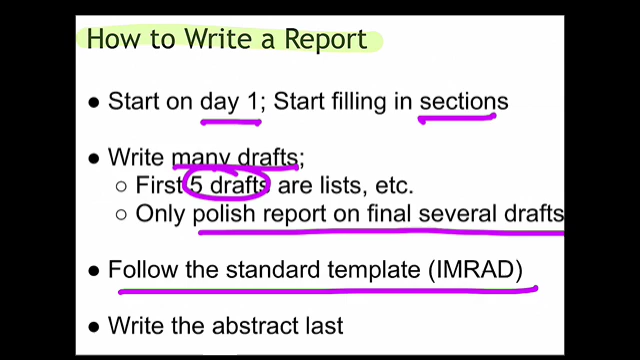 How to Write a Report
● Start on day 1; Start filling in sections
● Write many drafts;
○ First 5 drafts are lists, etc.
○ Only polish report on final several drafts
● Follow the standard template (IMRAD)
● Write the abstract last